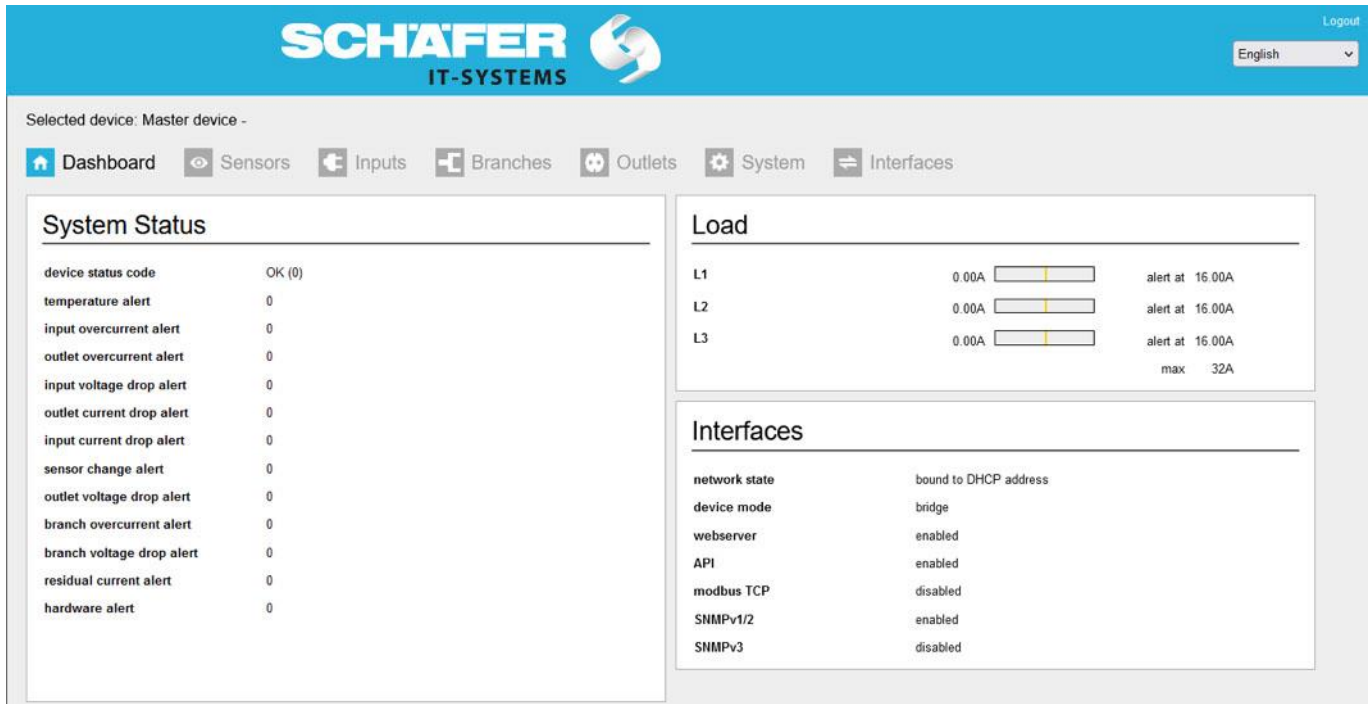 SCHÄFER
IT-SYSTEMS
Logout
English
Selected device: Master device -
Dashboard Sensors Inputs Branches Outlets System Interfaces
System Status
device status code OK (0)
temperature alert 0
input overcurrent alert 0
outlet overcurrent alert 0
input voltage drop alert 0
outlet current drop alert 0
input current drop alert 0
sensor change alert 0
outlet voltage drop alert 0
branch overcurrent alert 0
branch voltage drop alert 0
residual current alert 0
hardware alert 0
Load
L1 0.00A alert at 16.00A
L2 0.00A alert at 16.00A
L3 0.00A alert at 16.00A
max 32A
Interfaces
network state bound to DHCP address
device mode bridge
webserver enabled
API enabled
modbus TCP disabled
SNMPv1/2 enabled
SNMPv3 disabled